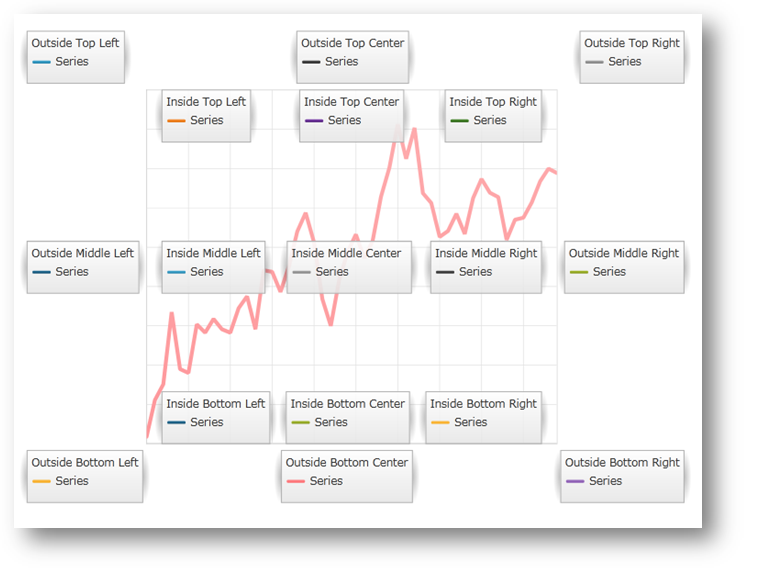 Outside Top Left
Series
Outside Top Center
Series
Outside Top Right
Series
Inside Top Left
Series
Inside Top Center
Series
Inside Top Right
Series
Outside Middle Left
Series
Inside Middle Left
Series
Inside Middle Center
Series
Inside Middle Right
Series
Outside Middle Right
Series
Inside Bottom Left
Series
Inside Bottom Center
Series
Inside Bottom Right
Series
Outside Bottom Left
Series
Outside Bottom Center
Series
Outside Bottom Right
Series